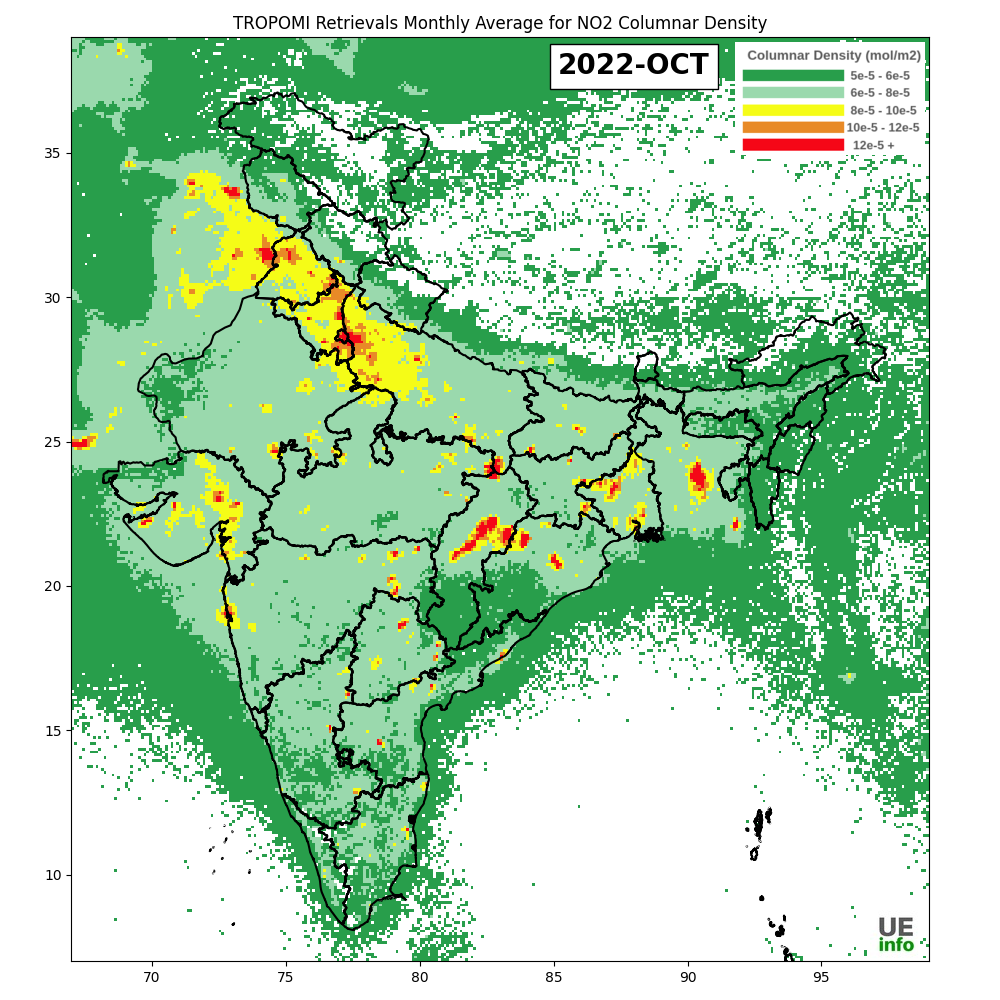 TROPOMI Retrievals Monthly Average for NO2 Columnar Density
2022-OCT
Columnar Density (mol/m2)
5e-5 - 6e-5
6e-5 - 8e-5
8e-5 - 10e-5
10e-5 - 12e-5
12e-5 +
35
30
25
20
15
10
70
75
80
85
90
95
UE
info